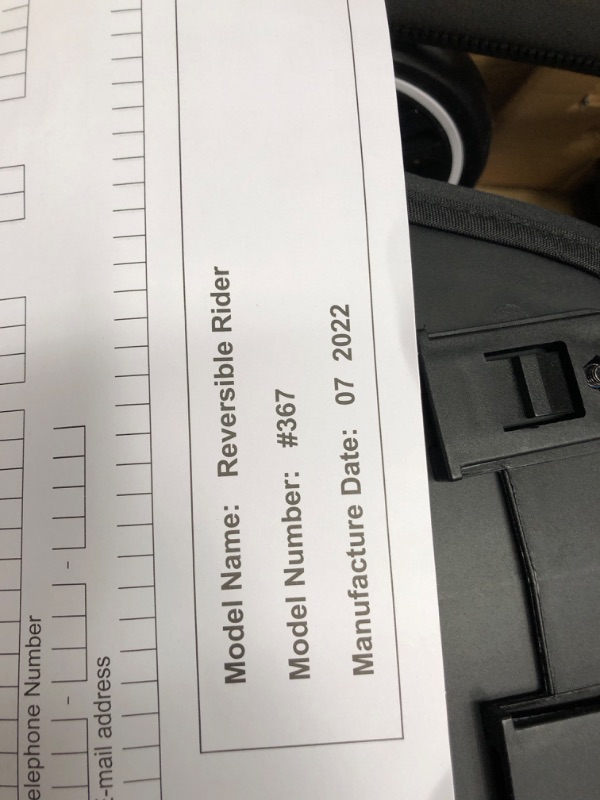 elephone Number
-mail address
Model Name: Reversible Rider
Model Number: #367
Manufacture Date: 07 2022